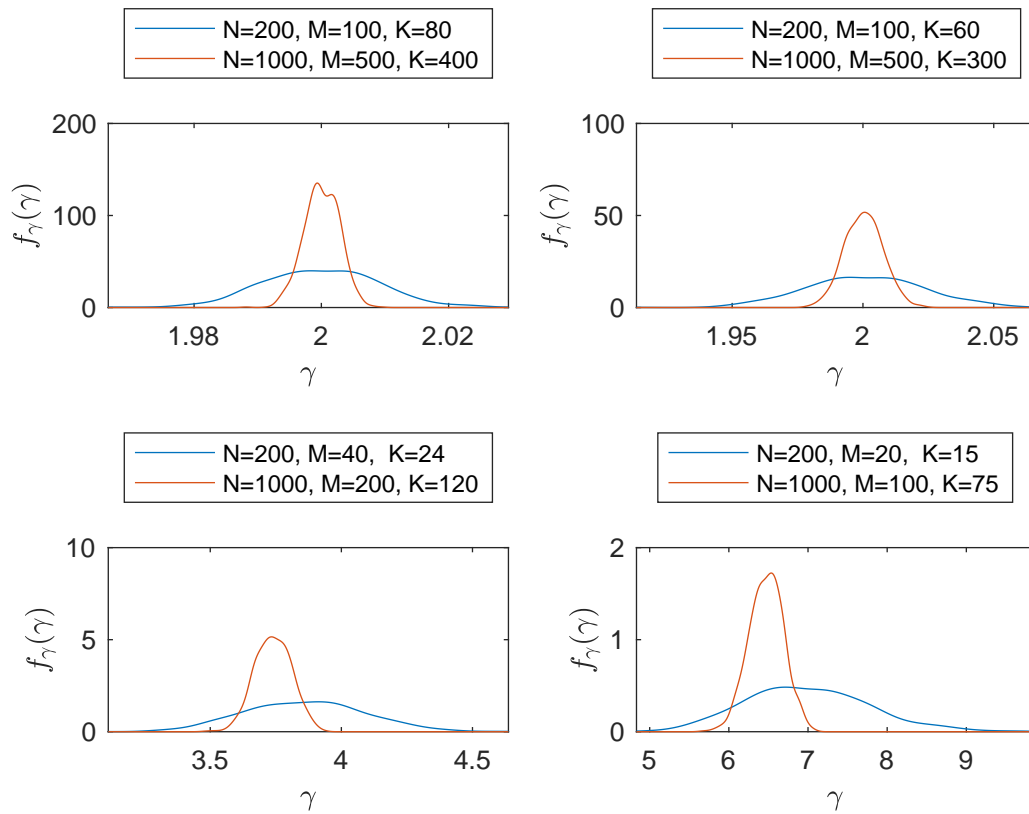 N=200, M=100, K=80
N=1000, M=500, K=400
N=200, M=100, K=60
N=1000, M=500, K=300
200
100
0
f_γ(γ)
1.98
2
2.02
γ
100
50
0
f_γ(γ)
1.95
2
2.05
γ
N=200, M=40, K=24
N=1000, M=200, K=120
N=200, M=20, K=15
N=1000, M=100, K=75
10
5
0
f_γ(γ)
3.5
4
4.5
γ
2
1
0
f_γ(γ)
5
6
7
8
9
γ